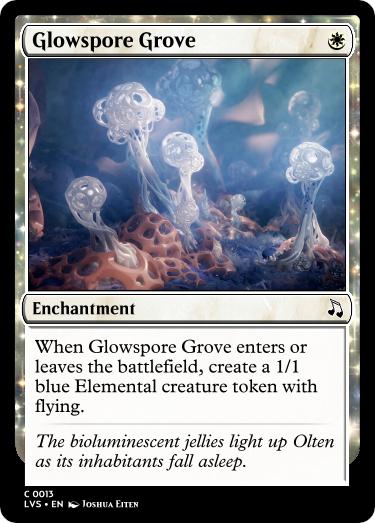 Glowspore Grove
Enchantment
When Glowspore Grove enters or
leaves the battlefield, create a 1/1
blue Elemental creature token with
flying.
The bioluminescent jellies light up Olten
as its inhabitants fall asleep.
C 0013
LVS • EN Joshua Eiten